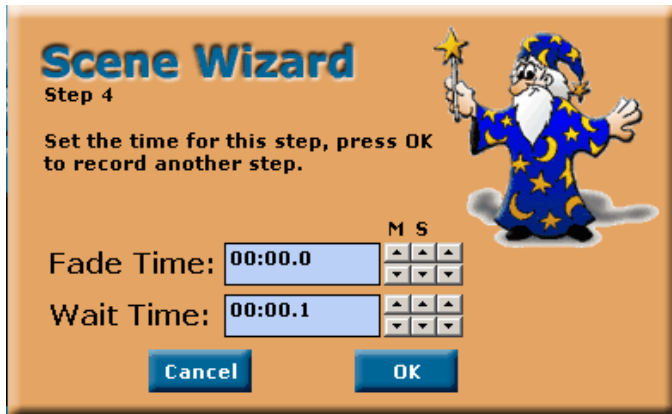 Scene Wizard
Step 4
Set the time for this step, press OK
to record another step.
M S
Fade Time: 00:00.0
Wait Time: 00:00.1
Cancel OK